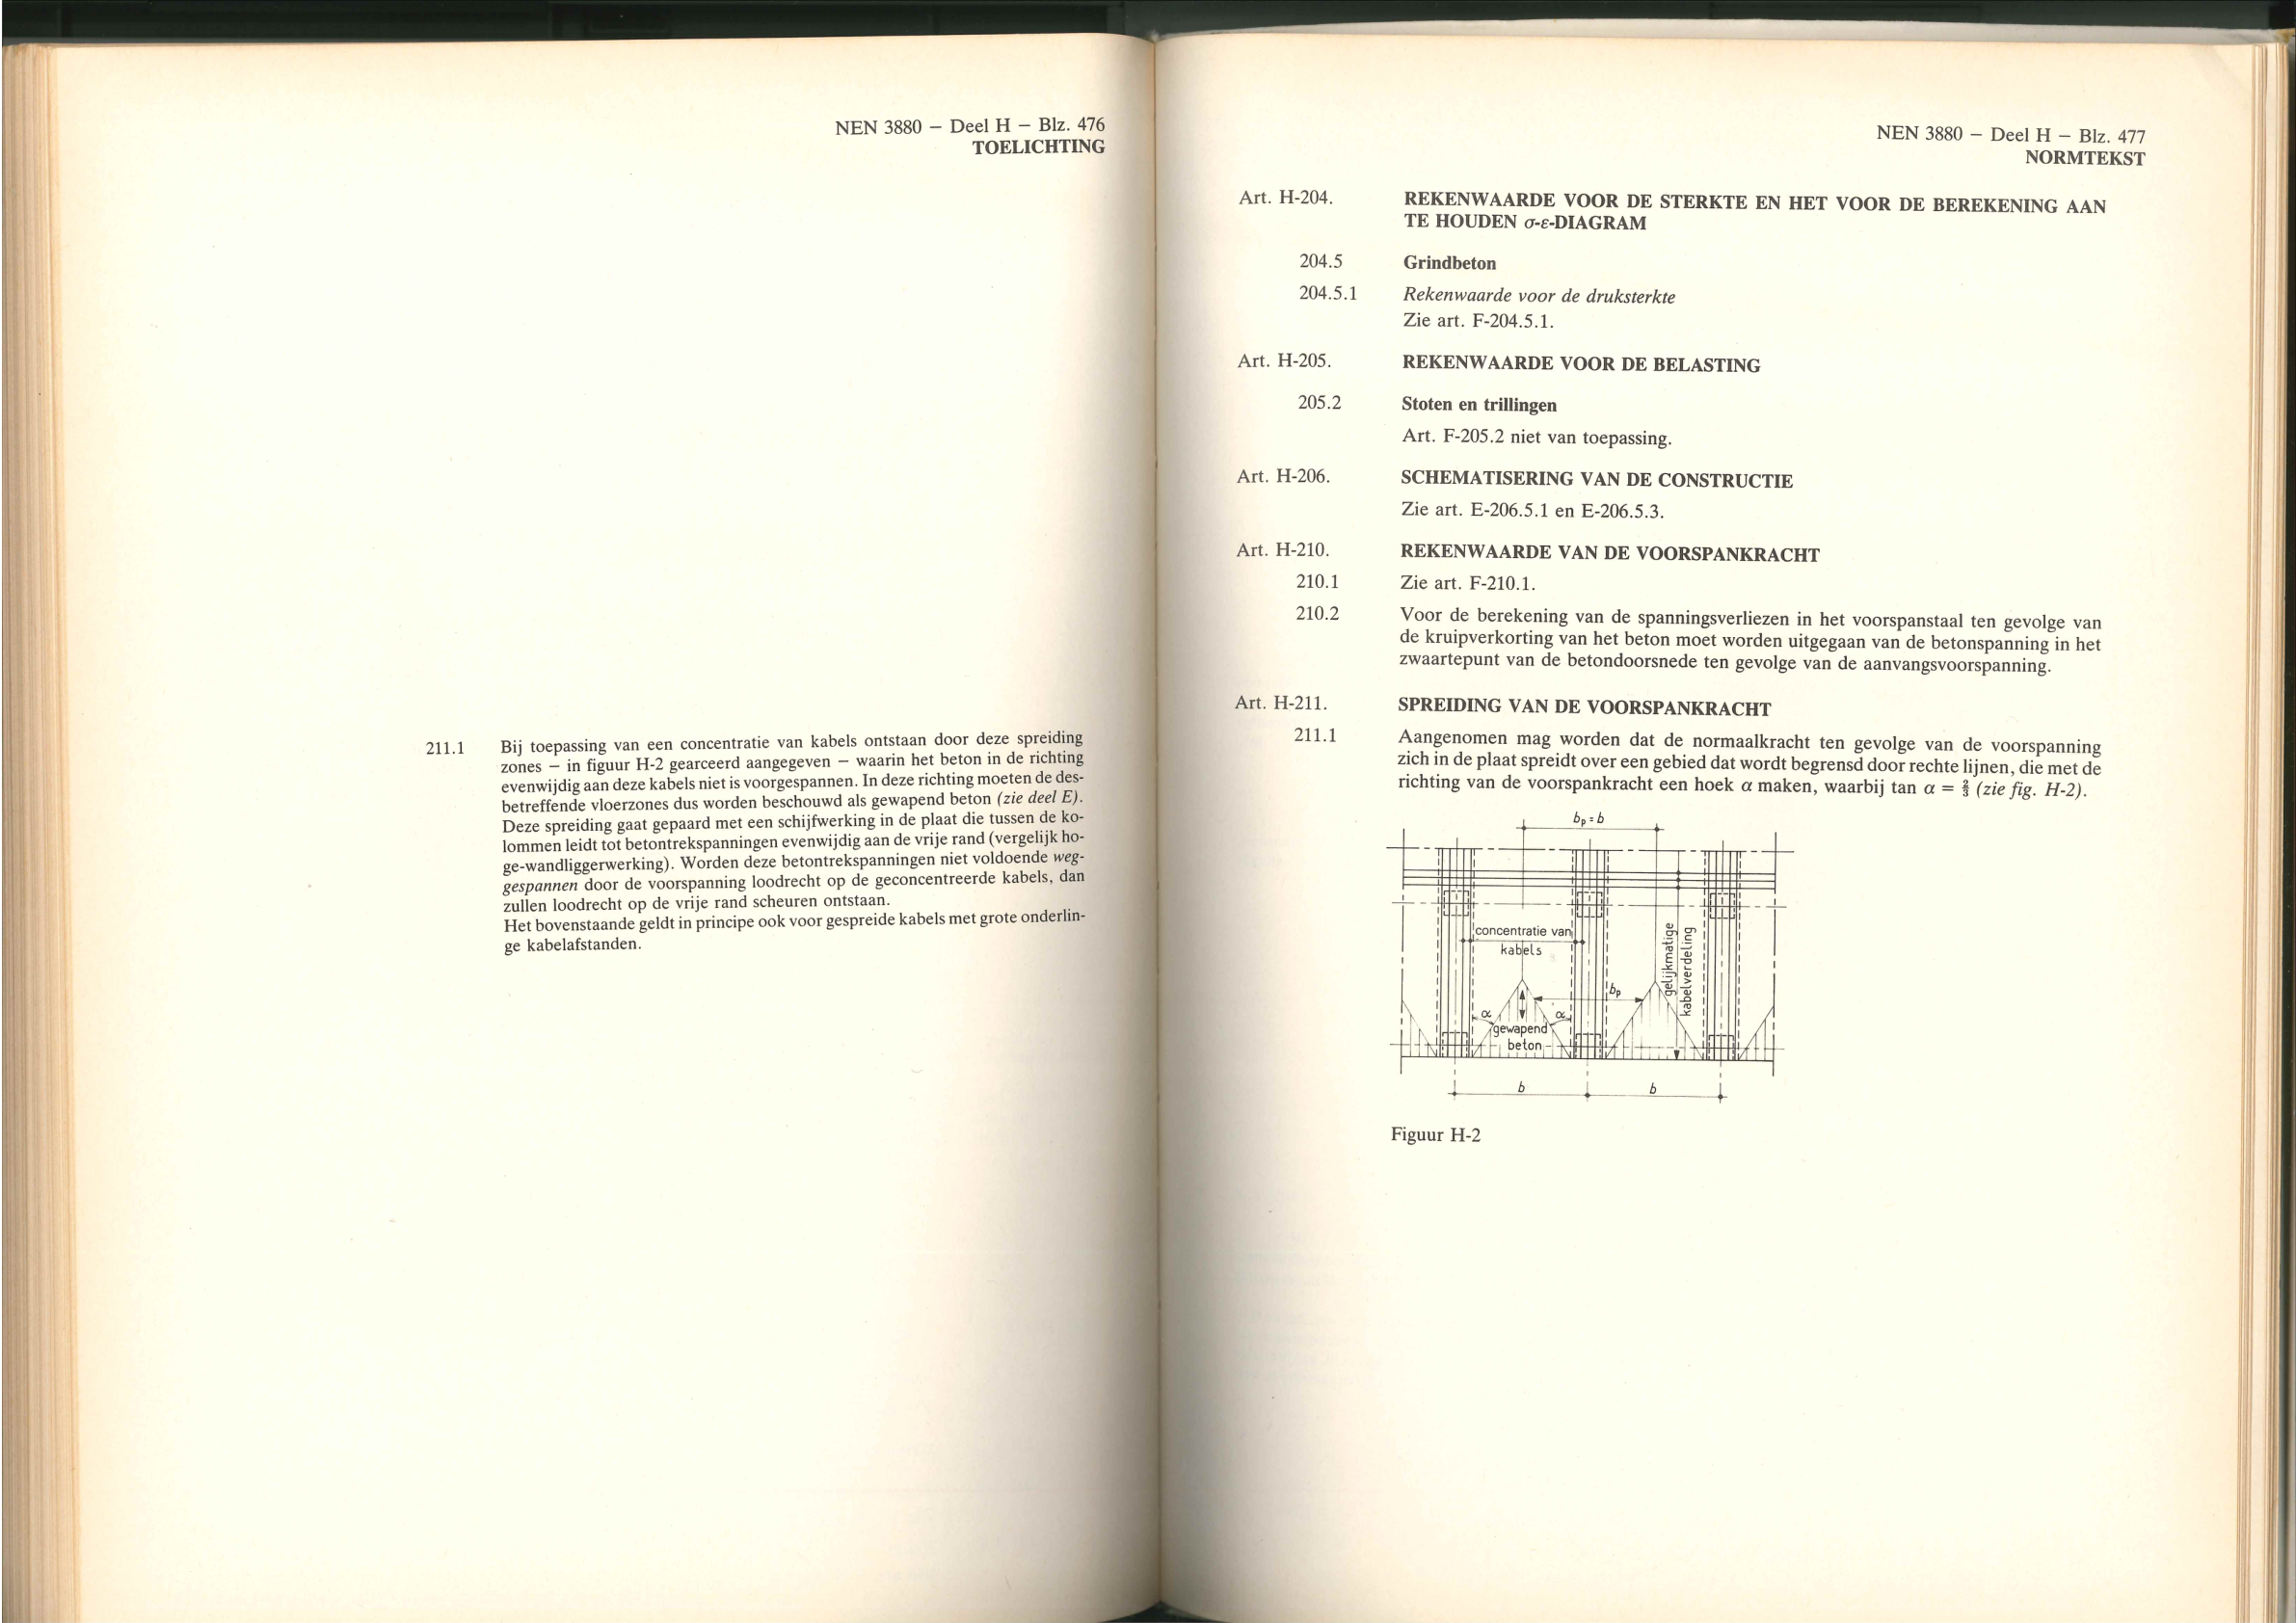 NEN 3880 – Deel H – Blz. 476
TOELICHTING
211.1 Bij toepassing van een concentratie van kabels ontstaan door deze spreiding
zones – in figuur H-2 gearceerd aangegeven – waarin het beton in de richting
evenwijdig aan deze kabels niet is voorgespannen. In deze richting moeten de des-
betreffende vloerzones dus worden beschouwd als gewapend beton (zie deel E).
Deze spreiding gaat gepaard met een schijfwerking in de plaat die tussen de ko-
lommen leidt tot betontrekspanningen evenwijdig aan de vrije rand (vergelijk ho-
ge-wandliggerwerking). Worden deze betontrekspanningen niet voldoende weg-
gespannen door de voorspanning loodrecht op de geconcentreerde kabels, dan
zullen loodrecht op de vrije rand scheuren ontstaan.
Het bovenstaande geldt in principe ook voor gespreide kabels met grote onderlin-
ge kabelafstanden.
NEN 3880 – Deel H – Blz. 477
NORMTEKST
Art. H-204. REKENWAARDE VOOR DE STERKTE EN HET VOOR DE BEREKENING AAN
TE HOUDEN σ-ε-DIAGRAM
204.5 Grindbeton
204.5.1 Rekenwaarde voor de druksterkte
Zie art. F-204.5.1.
Art. H-205. REKENWAARDE VOOR DE BELASTING
205.2 Stoten en trillingen
Art. F-205.2 niet van toepassing.
Art. H-206. SCHEMATISERING VAN DE CONSTRUCTIE
Zie art. E-206.5.1 en E-206.5.3.
Art. H-210. REKENWAARDE VAN DE VOORSPANKRACHT
210.1 Zie art. F-210.1.
210.2 Voor de berekening van de spanningsverliezen in het voorspanstaal ten gevolge van
de kruipverkorting van het beton moet worden uitgegaan van de betonspanning in het
zwaartepunt van de betondoorsnede ten gevolge van de aanvangsvoorspanning.
Art. H-211. SPREIDING VAN DE VOORSPANKRACHT
211.1 Aangenomen mag worden dat de normaalkracht ten gevolge van de voorspanning
zich in de plaat spreidt over een gebied dat wordt begrensd door rechte lijnen, die met de
richting van de voorspankracht een hoek α maken, waarbij tan α = ⅔ (zie fig. H-2).
bp = b
concentratie van
kabels
gelijkmatige
kabelverdeling
bp
α α
gewapend
beton
b b
Figuur H-2